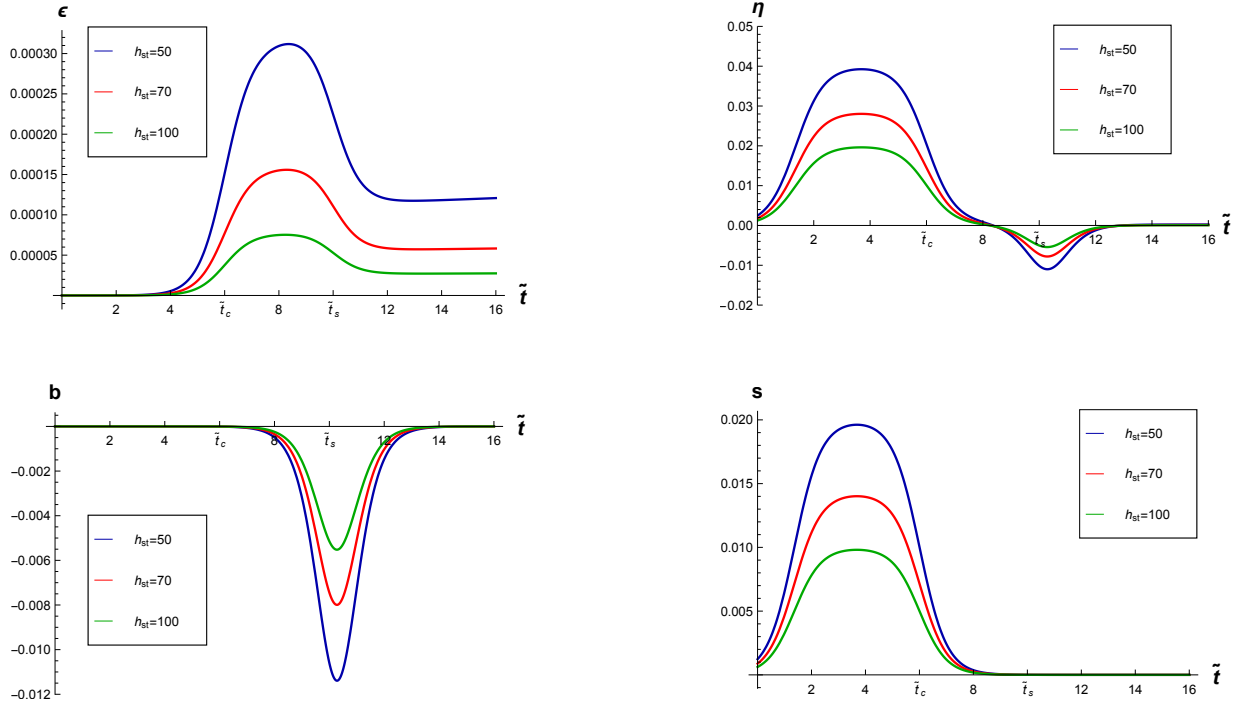 ϵ
h_st=50
h_st=70
h_st=100
0.00030
0.00025
0.00020
0.00015
0.00010
0.00005
2 4 t̃_c 8 t̃_s 12 14 16
t̃
η
h_st=50
h_st=70
h_st=100
0.05
0.04
0.03
0.02
0.01
0.00
−0.01
−0.02
2 4 t̃_c 8 t̃_s 12 14 16
t̃
b
2 4 t̃_c 8 t̃_s 12 14 16
t̃
−0.002
−0.004
−0.006
−0.008
−0.010
−0.012
h_st=50
h_st=70
h_st=100
s
h_st=50
h_st=70
h_st=100
0.020
0.015
0.010
0.005
2 4 t̃_c 8 t̃_s 12 14 16
t̃